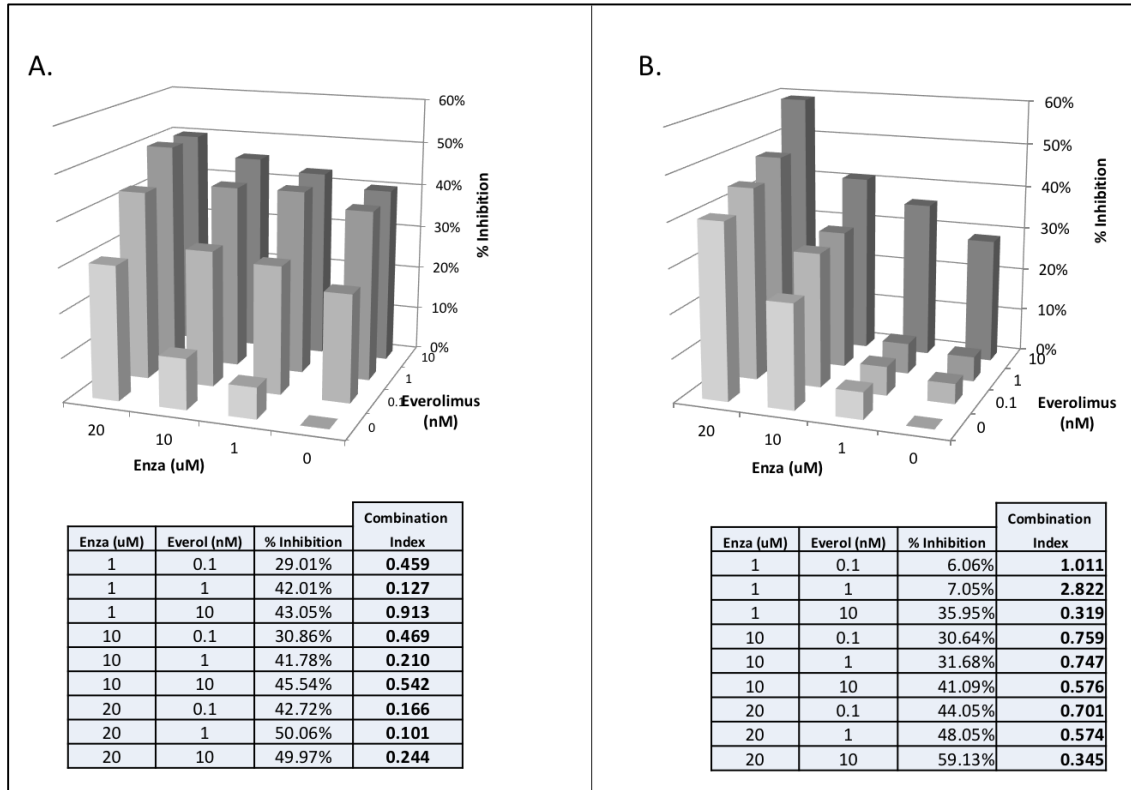 A.
60%
50%
40%
30%
20%
10%
0%
% Inhibition
10
1
0.1
0
Everolimus
(nM)
20
10
1
0
Enza (uM)
Combination
Enza (uM) Everol (nM) % Inhibition Index
1 0.1 29.01% 0.459
1 1 42.01% 0.127
1 10 43.05% 0.913
10 0.1 30.86% 0.469
10 1 41.78% 0.210
10 10 45.54% 0.542
20 0.1 42.72% 0.166
20 1 50.06% 0.101
20 10 49.97% 0.244
B.
60%
50%
40%
30%
20%
10%
0%
% Inhibition
10
1
0.1
0
Everolimus
(nM)
20
10
1
0
Enza (uM)
Combination
Enza (uM) Everol (nM) % Inhibition Index
1 0.1 6.06% 1.011
1 1 7.05% 2.822
1 10 35.95% 0.319
10 0.1 30.64% 0.759
10 1 31.68% 0.747
10 10 41.09% 0.576
20 0.1 44.05% 0.701
20 1 48.05% 0.574
20 10 59.13% 0.345